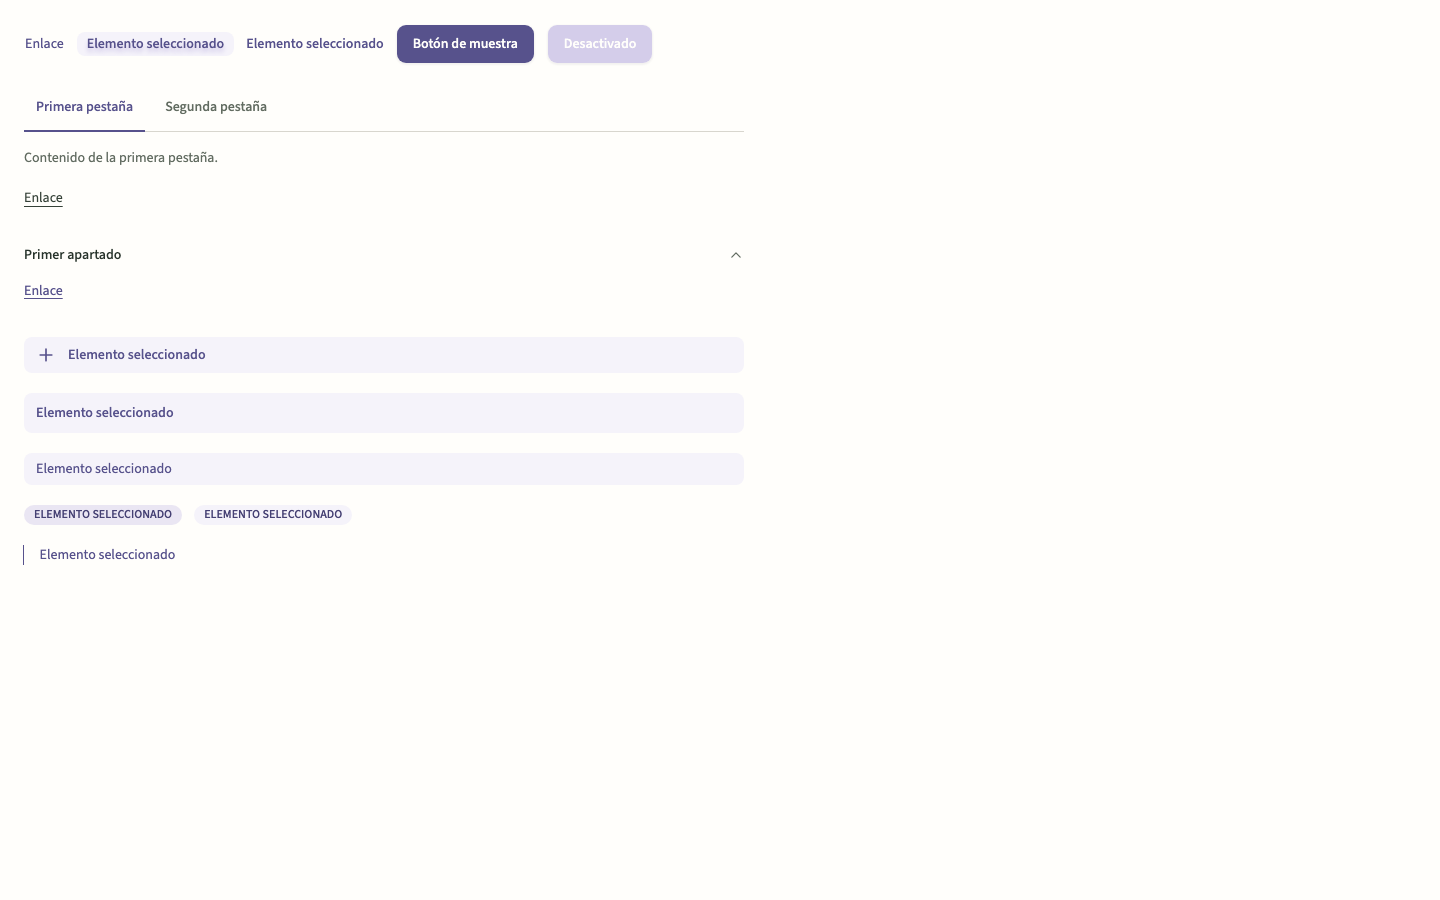 Enlace Elemento seleccionado Elemento seleccionado Botón de muestra Desactivado
Primera pestaña Segunda pestaña
Contenido de la primera pestaña.
Enlace
Primer apartado
Enlace
Elemento seleccionado
Elemento seleccionado
Elemento seleccionado
ELEMENTO SELECCIONADO ELEMENTO SELECCIONADO
Elemento seleccionado